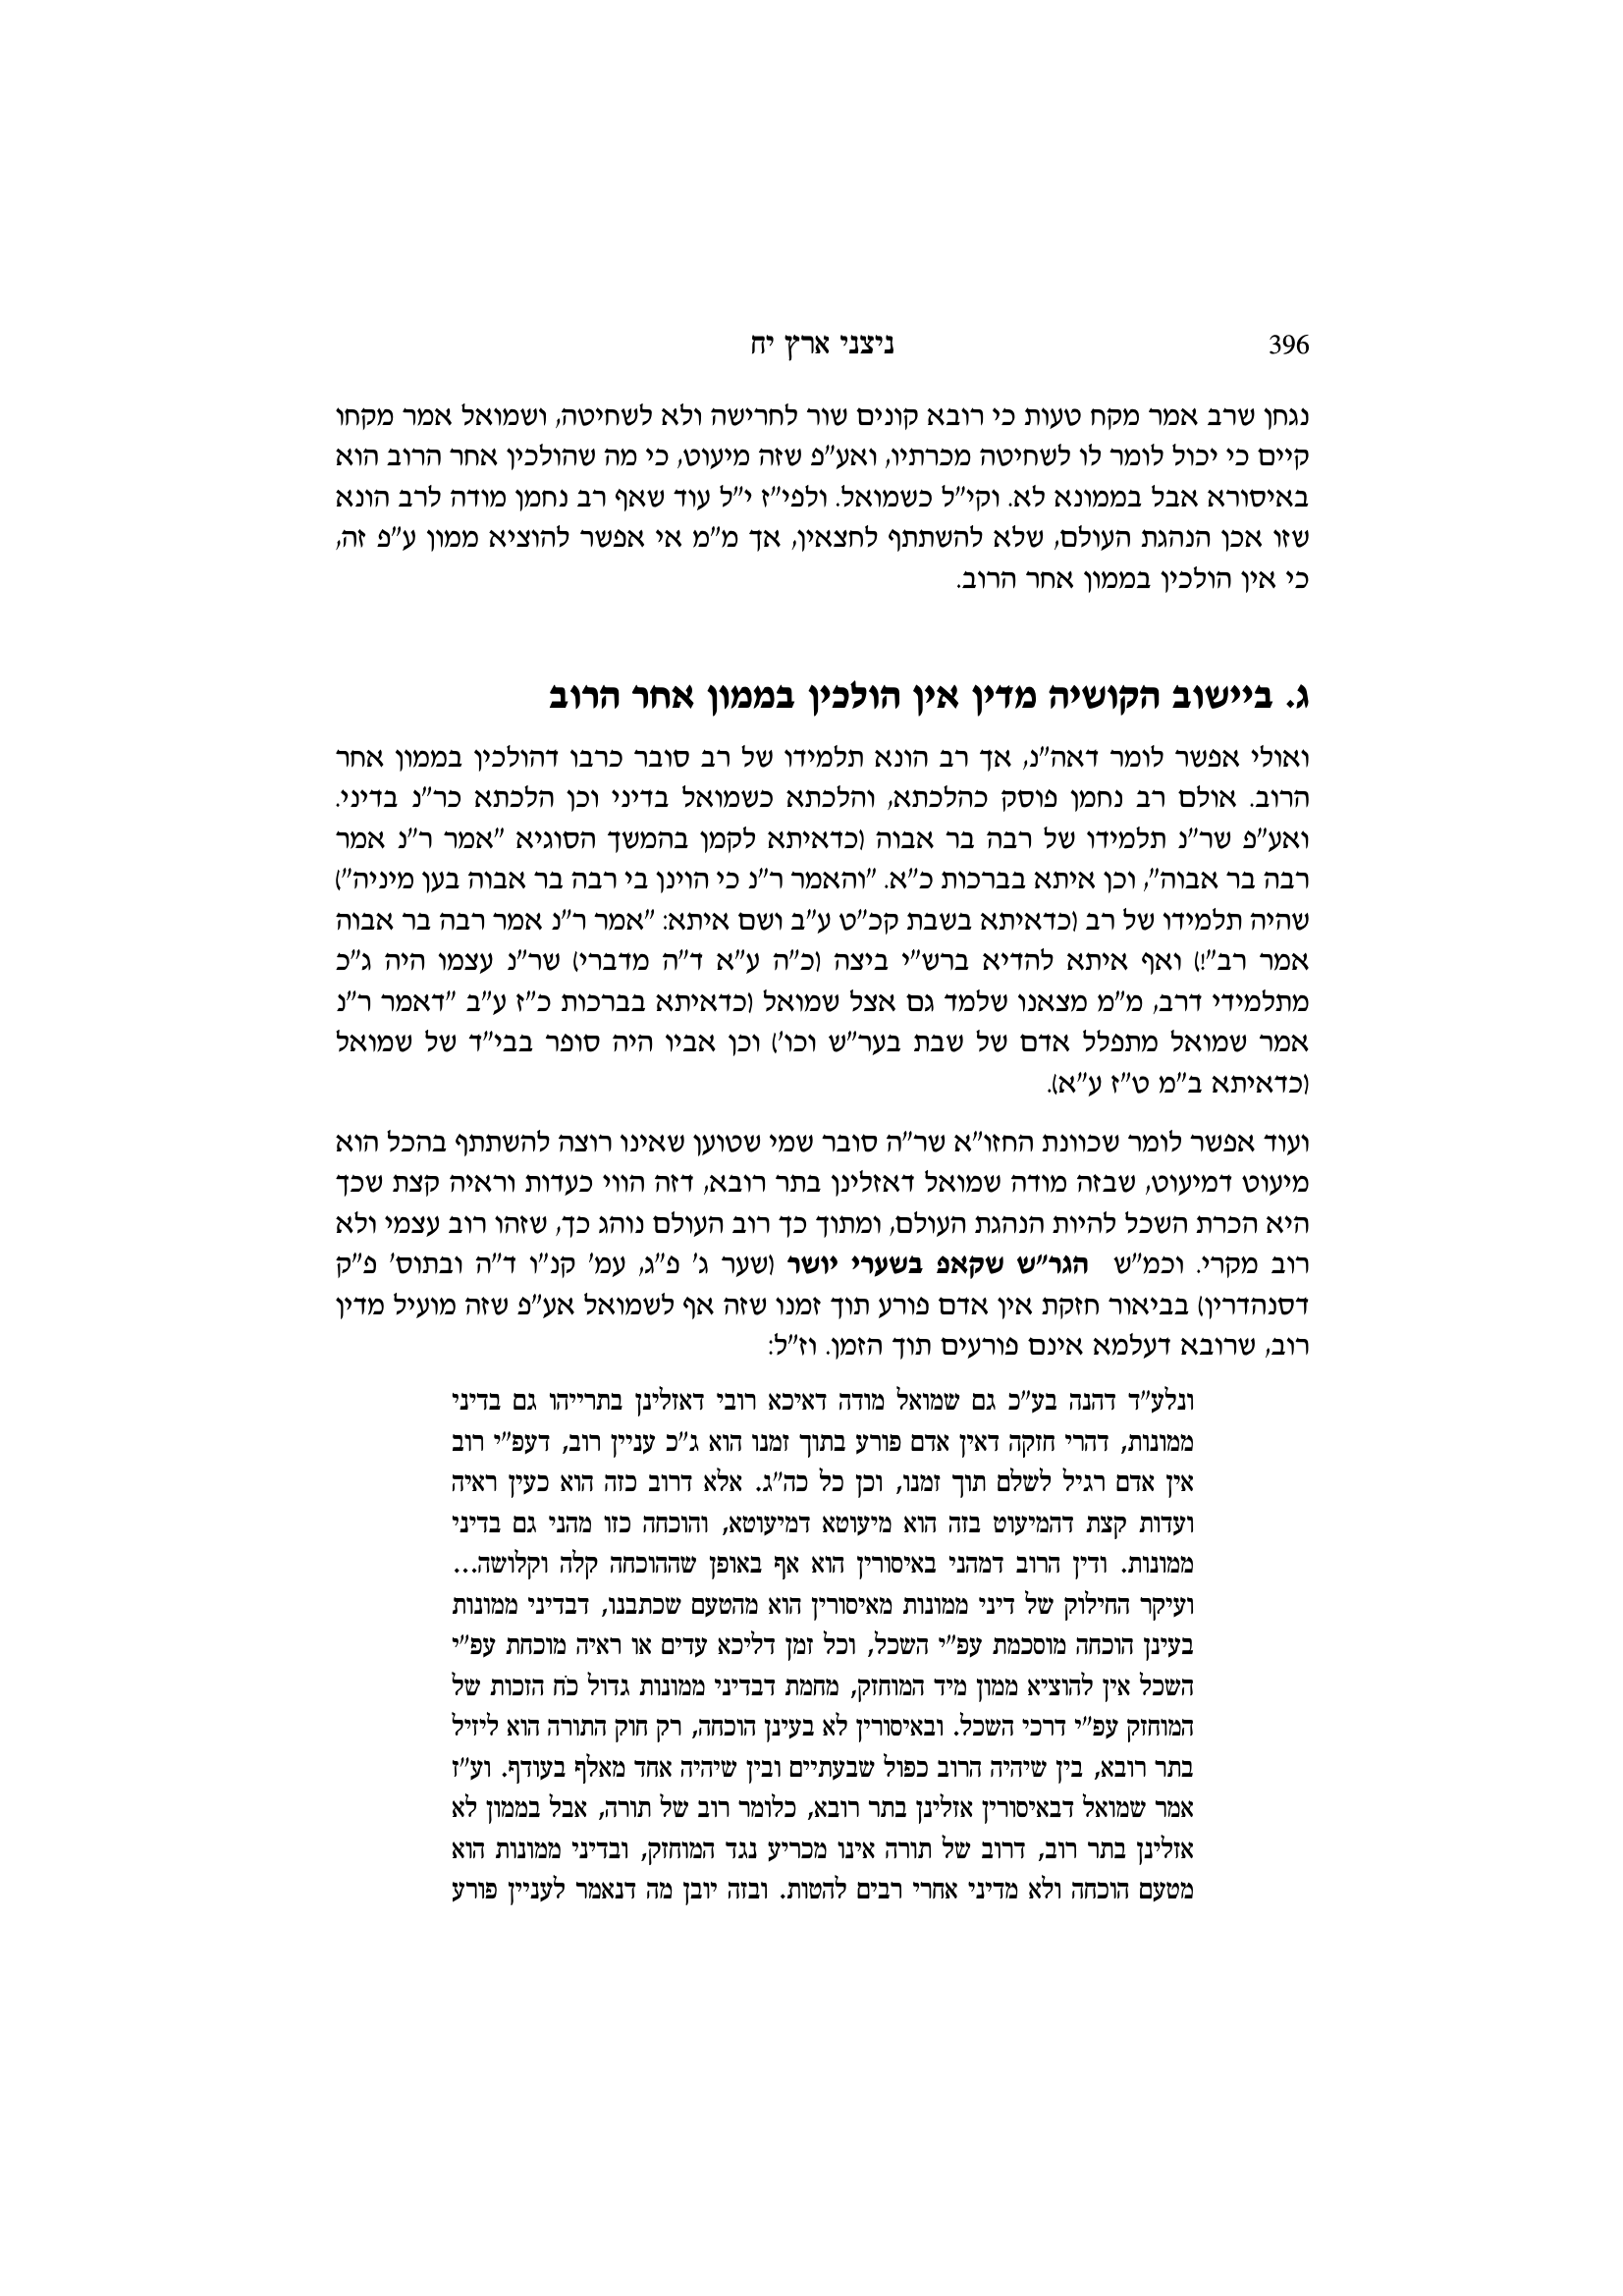 396 ניצני ארץ יח
נגחן שרב אמר מקח טעות כי רובא קונים שור לחרישה ולא לשחיטה, ושמואל אמר מקחו
קיים כי יכול לומר לו לשחיטה מכרתיו, ואע"פ שזה מיעוט, כי מה שהולכין אחר הרוב הוא
באיסורא אבל בממונא לא. וקי"ל כשמואל. ולפי"ז י"ל עוד שאף רב נחמן מודה לרב הונא
שזו אכן הנהגת העולם, שלא להשתתף לחצאין, אך מ"מ אי אפשר להוציא ממון ע"פ זה,
כי אין הולכין בממון אחר הרוב.
ג. ביישוב הקושיה מדין אין הולכין בממון אחר הרוב
ואולי אפשר לומר דאה"נ, אך רב הונא תלמידו של רב סובר כרבו דהולכין בממון אחר
הרוב. אולם רב נחמן פוסק כהלכתא, והלכתא כשמואל בדיני וכן הלכתא כר"נ בדיני.
ואע"פ שר"נ תלמידו של רבה בר אבוה (כדאיתא לקמן בהמשך הסוגיא "אמר ר"נ אמר
רבה בר אבוה", וכן איתא בברכות כ"א. "והאמר ר"נ כי הוינן בי רבה בר אבוה בען מיניה")
שהיה תלמידו של רב (כדאיתא בשבת קכ"ט ע"ב ושם איתא: "אמר ר"נ אמר רבה בר אבוה
אמר רב"!) ואף איתא להדיא ברש"י ביצה (כ"ה ע"א ד"ה מדברי) שר"נ עצמו היה ג"כ
מתלמידי דרב, מ"מ מצאנו שלמד גם אצל שמואל (כדאיתא בברכות כ"ז ע"ב "דאמר ר"נ
אמר שמואל מתפלל אדם של שבת בער"ש וכו') וכן אביו היה סופר בבי"ד של שמואל
(כדאיתא ב"מ ט"ז ע"א).
ועוד אפשר לומר שכוונת החזו"א שר"ה סובר שמי שטוען שאינו רוצה להשתתף בהכל הוא
מיעוט דמיעוט, שבזה מודה שמואל דאזלינן בתר רובא, דזה הווי כעדות וראיה קצת שכך
היא הכרת השכל להיות הנהגת העולם, ומתוך כך רוב העולם נוהג כך, שזהו רוב עצמי ולא
רוב מקרי. וכמ"ש הגר"ש שקאפ בשערי יושר (שער ג' פ"ג, עמ' קנ"ו ד"ה ובתוס' פ"ק
דסנהדרין) בביאור חזקת אין אדם פורע תוך זמנו שזה אף לשמואל אע"פ שזה מועיל מדין
רוב, שרובא דעלמא אינם פורעים תוך הזמן. וז"ל:
ונלע"ד דהנה בע"כ גם שמואל מודה דאיכא רובי דאזלינן בתרייהו גם בדיני
ממונות, דהרי חזקה דאין אדם פורע בתוך זמנו הוא ג"כ עניין רוב, דעפ"י רוב
אין אדם רגיל לשלם תוך זמנו, וכן כל כה"ג. אלא דרוב כזה הוא כעין ראיה
ועדות קצת דהמיעוט בזה הוא מיעוטא דמיעוטא, והוכחה כזו מהני גם בדיני
ממונות. ודין הרוב דמהני באיסורין הוא אף באופן שההוכחה קלה וקלושה...
ועיקר החילוק של דיני ממונות מאיסורין הוא מהטעם שכתבנו, דבדיני ממונות
בעינן הוכחה מוסכמת עפ"י השכל, וכל זמן דליכא עדים או ראיה מוכחת עפ"י
השכל אין להוציא ממון מיד המוחזק, מחמת דבדיני ממונות גדול כֹח הזכות של
המוחזק עפ"י דרכי השכל. ובאיסורין לא בעינן הוכחה, רק חוק התורה הוא ליזיל
בתר רובא, בין שיהיה הרוב כפול שבעתיים ובין שיהיה אחד מאלף בעודף. וע"ז
אמר שמואל דבאיסורין אזלינן בתר רובא, כלומר רוב של תורה, אבל בממון לא
אזלינן בתר רוב, דרוב של תורה אינו מכריע נגד המוחזק, ובדיני ממונות הוא
מטעם הוכחה ולא מדיני אחרי רבים להטות. ובזה יובן מה דנאמר לעניין פורע